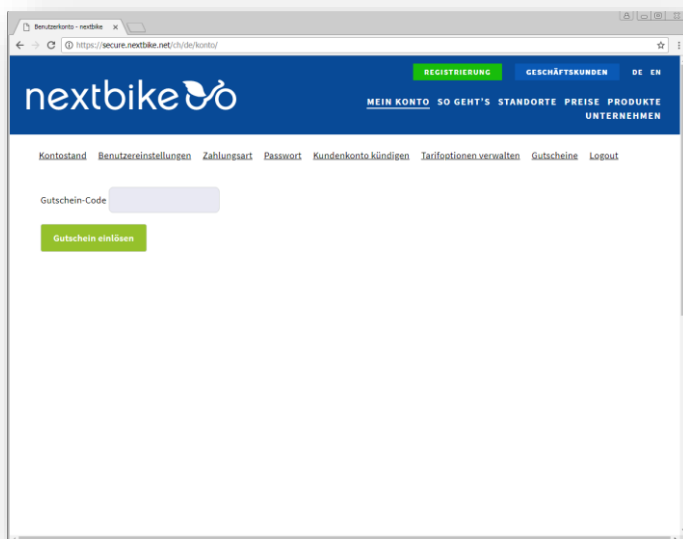 Benutzerkonto - nextbike
https://secure.nextbike.net/ch/de/konto/
REGISTRIERUNG GESCHÄFTSKUNDEN DE EN
nextbike
MEIN KONTO SO GEHT'S STANDORTE PREISE PRODUKTE
UNTERNEHMEN
Kontostand Benutzereinstellungen Zahlungsart Passwort Kundenkonto kündigen Tarifoptionen verwalten Gutscheine Logout
Gutschein-Code
Gutschein einlösen